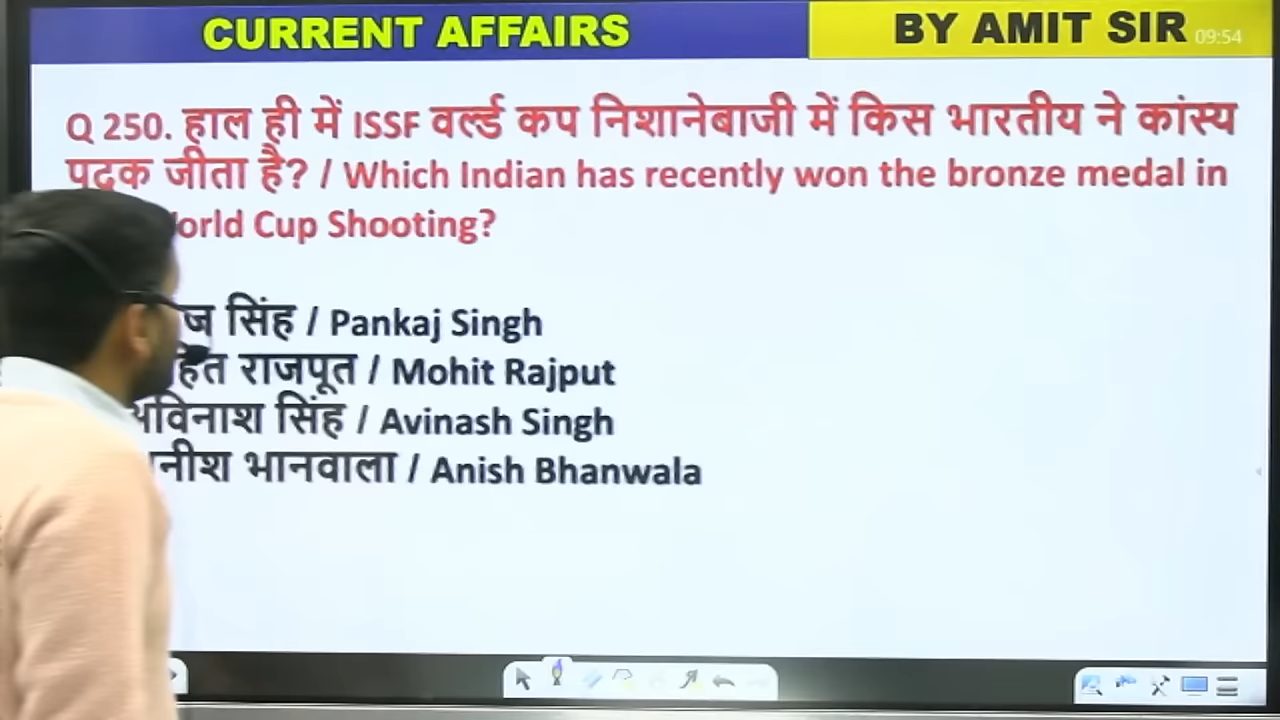 CURRENT AFFAIRS
BY AMIT SIR
09:54
Q 250. हाल ही में ISSF वर्ल्ड कप निशानेबाजी में किस भारतीय ने कांस्य
पदक जीता है? / Which Indian has recently won the bronze medal in
Cup Shooting?
सिंह / Pankaj Singh
राजपूत / Mohit Rajput
अविनाश सिंह / Avinash Singh
भानवाला / Anish Bhanwala